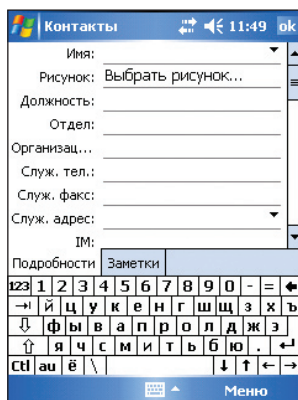 Контакты 11:49 ok
Имя:
Рисунок: Выбрать рисунок...
Должность:
Отдел:
Организац...
Служ. тел.:
Служ. факс:
Служ. адрес:
IM:
Подробности Заметки
123 1 2 3 4 5 6 7 8 9 0 - =
й ц у к е н г ш щ з х ъ
ф ы в а п р о л д ж э
я ч с м и т ь б ю .
Ctl au ё \
Меню